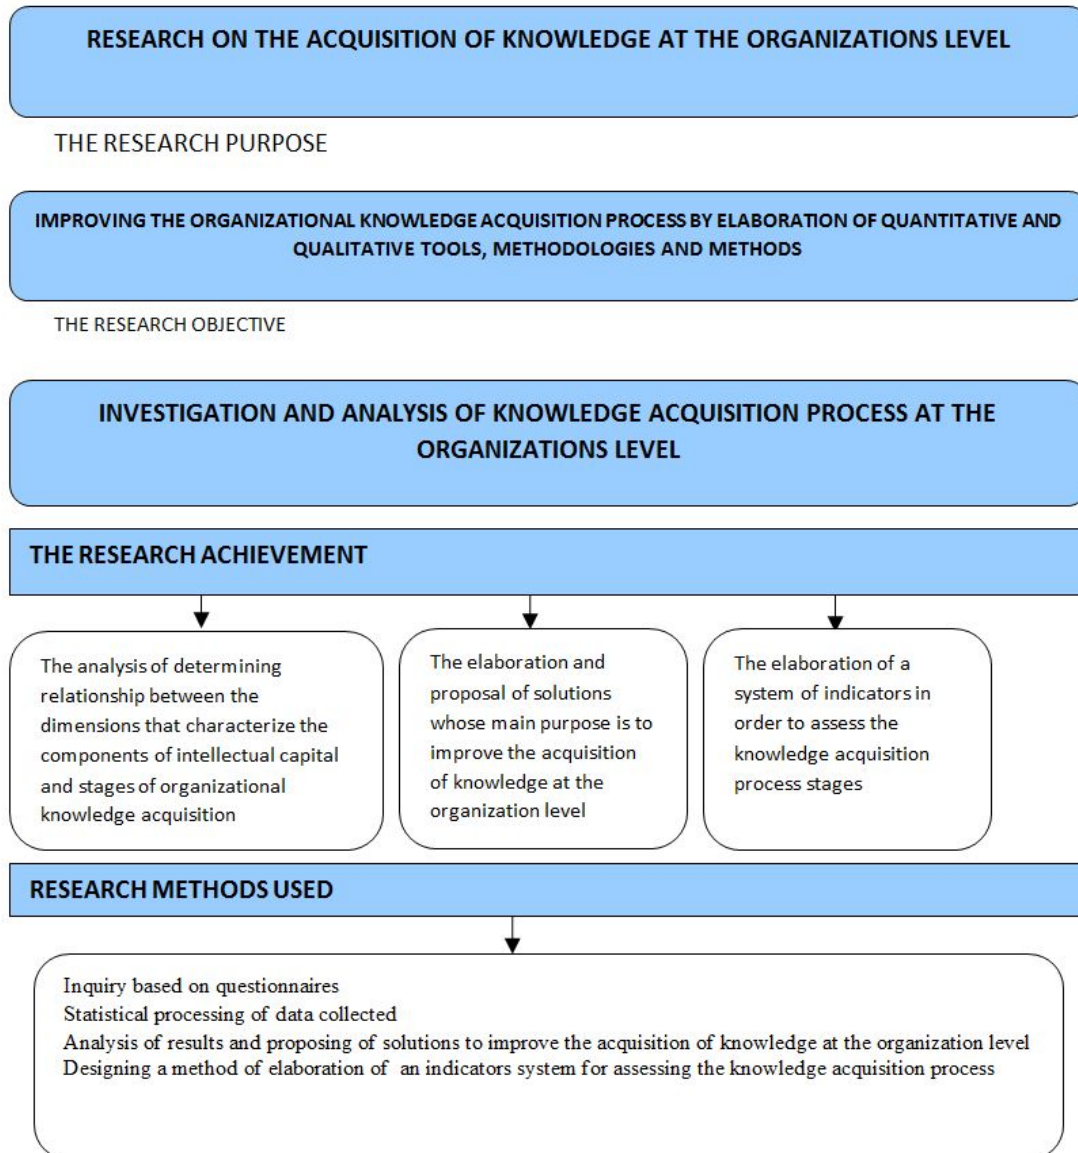 RESEARCH ON THE ACQUISITION OF KNOWLEDGE AT THE ORGANIZATIONS LEVEL
THE RESEARCH PURPOSE
IMPROVING THE ORGANIZATIONAL KNOWLEDGE ACQUISITION PROCESS BY ELABORATION OF QUANTITATIVE AND
QUALITATIVE TOOLS, METHODOLOGIES AND METHODS
THE RESEARCH OBJECTIVE
INVESTIGATION AND ANALYSIS OF KNOWLEDGE ACQUISITION PROCESS AT THE
ORGANIZATIONS LEVEL
THE RESEARCH ACHIEVEMENT
The analysis of determining
relationship between the
dimensions that characterize the
components of intellectual capital
and stages of organizational
knowledge acquisition
The elaboration and
proposal of solutions
whose main purpose is to
improve the acquisition
of knowledge at the
organization level
The elaboration of a
system of indicators in
order to assess the
knowledge acquisition
process stages
RESEARCH METHODS USED
Inquiry based on questionnaires
Statistical processing of data collected
Analysis of results and proposing of solutions to improve the acquisition of knowledge at the organization level
Designing a method of elaboration of an indicators system for assessing the knowledge acquisition process